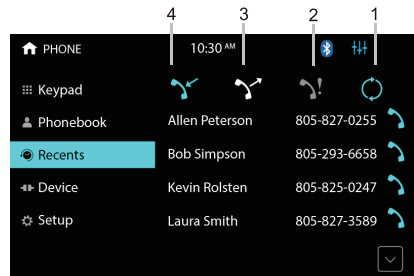 4 3 2 1
PHONE 10:30 AM
Keypad
Phonebook Allen Peterson 805-827-0255
Recents Bob Simpson 805-293-6658
Device Kevin Rolsten 805-825-0247
Setup Laura Smith 805-827-3589